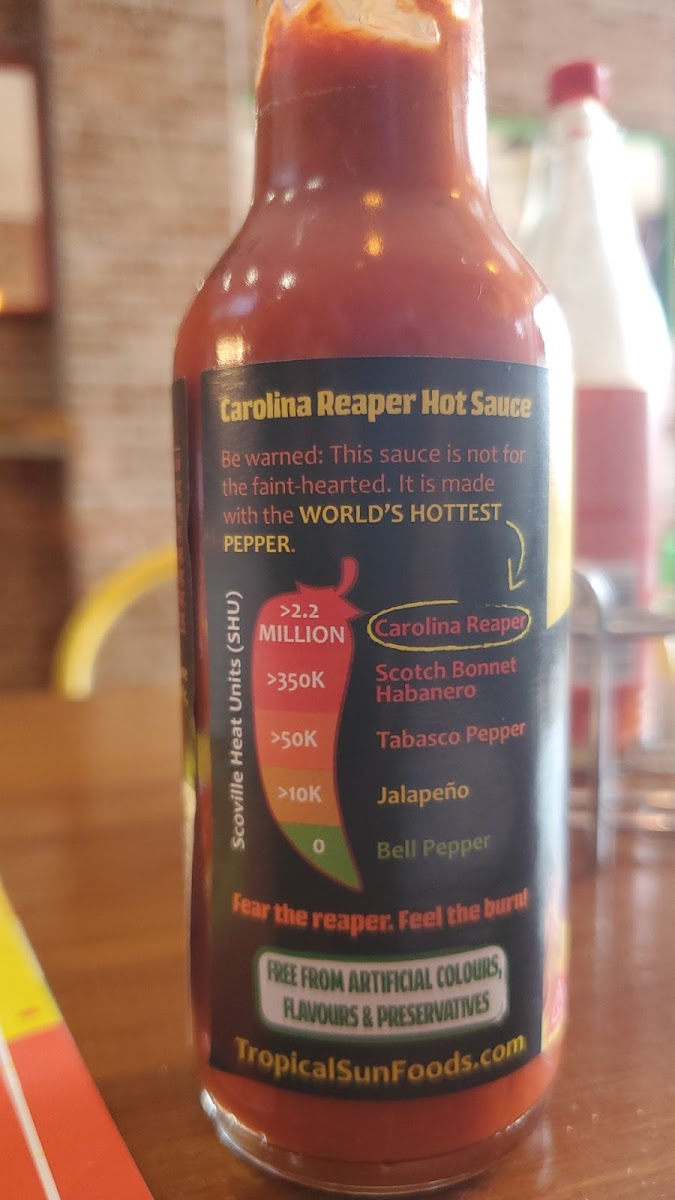 Carolina Reaper Hot Sauce
Be warned: This sauce is not for
the faint-hearted. It is made
with the WORLD'S HOTTEST
PEPPER.
Scoville Heat Units (SHU)
>2.2
MILLION
Carolina Reaper
>350K
Scotch Bonnet
Habanero
>50K
Tabasco Pepper
>10K
Jalapeño
0
Bell Pepper
Fear the reaper. Feel the burn!
FREE FROM ARTIFICIAL COLOURS,
FLAVOURS & PRESERVATIVES
TropicalSunFoods.com